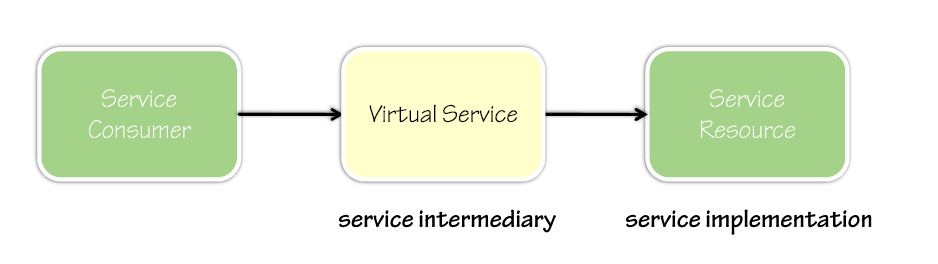 Service
Consumer
Virtual Service
Service
Resource
service intermediary
service implementation